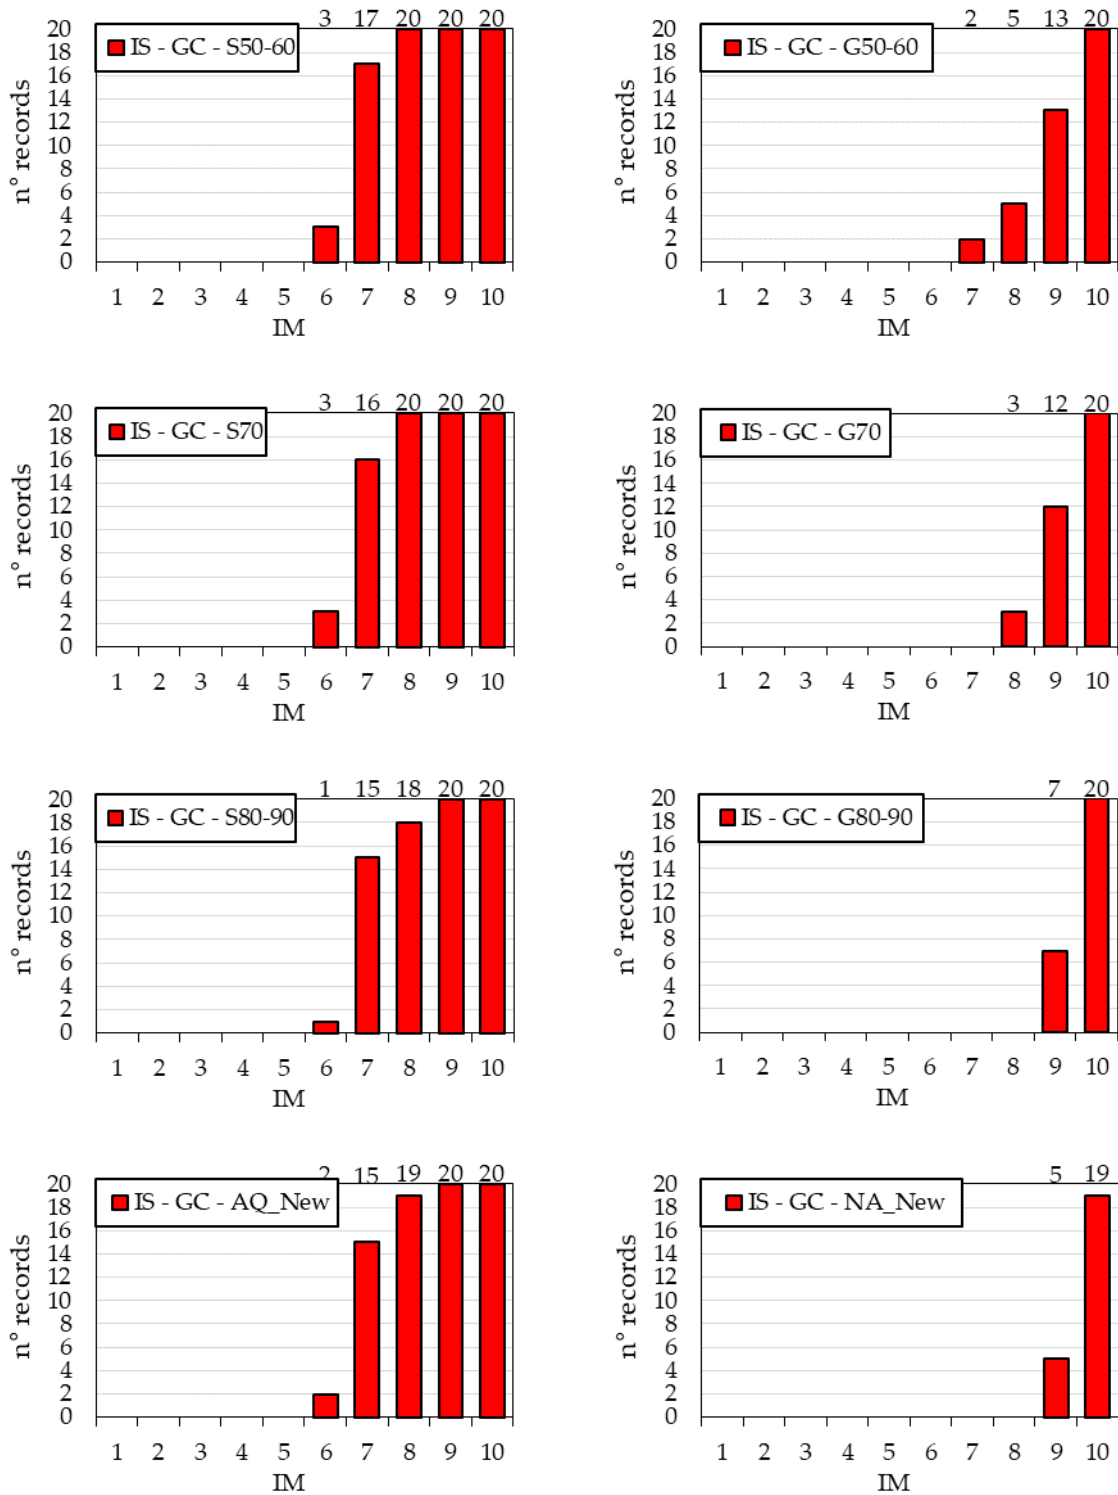 3 17 20 20 20
IS - GC - S50-60
n° records
20
18
16
14
12
10
8
6
4
2
0
1 2 3 4 5 6 7 8 9 10
IM
2 5 13 20
IS - GC - G50-60
n° records
20
18
16
14
12
10
8
6
4
2
0
1 2 3 4 5 6 7 8 9 10
IM
3 16 20 20 20
IS - GC - S70
n° records
20
18
16
14
12
10
8
6
4
2
0
1 2 3 4 5 6 7 8 9 10
IM
3 12 20
IS - GC - G70
n° records
20
18
16
14
12
10
8
6
4
2
0
1 2 3 4 5 6 7 8 9 10
IM
1 15 18 20 20
IS - GC - S80-90
n° records
20
18
16
14
12
10
8
6
4
2
0
1 2 3 4 5 6 7 8 9 10
IM
7 20
IS - GC - G80-90
n° records
20
18
16
14
12
10
8
6
4
2
0
1 2 3 4 5 6 7 8 9 10
IM
2 15 19 20 20
IS - GC - AQ_New
n° records
20
18
16
14
12
10
8
6
4
2
0
1 2 3 4 5 6 7 8 9 10
IM
5 19
IS - GC - NA_New
n° records
20
18
16
14
12
10
8
6
4
2
0
1 2 3 4 5 6 7 8 9 10
IM